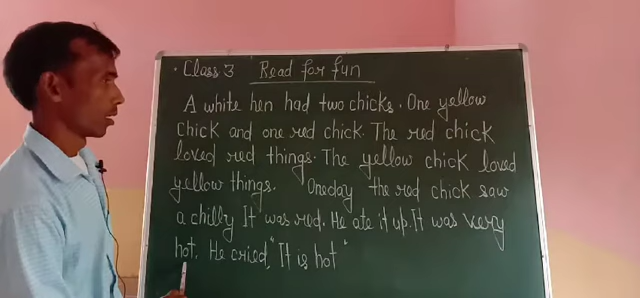 . Class 3 Read for fun
A white hen had two chicks. One yellow
chick and one red chick. The red chick
loved red things. The yellow chick loved
yellow things. Oneday the red chick saw
a chilly It was red. He ate it up. It was very
hot. He cried, "It is hot"